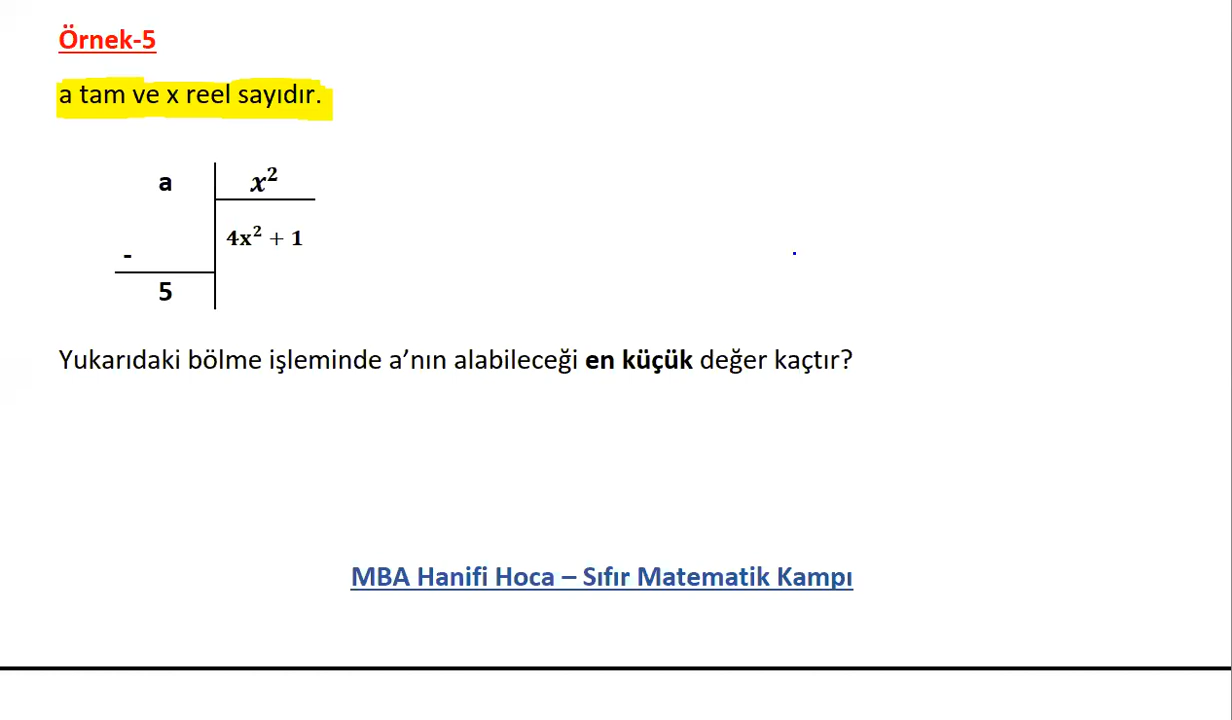 Örnek-5
a tam ve x reel sayıdır.
a x²
4x² + 1
-
5
Yukarıdaki bölme işleminde a’nın alabileceği en küçük değer kaçtır?
MBA Hanifi Hoca – Sıfır Matematik Kampı